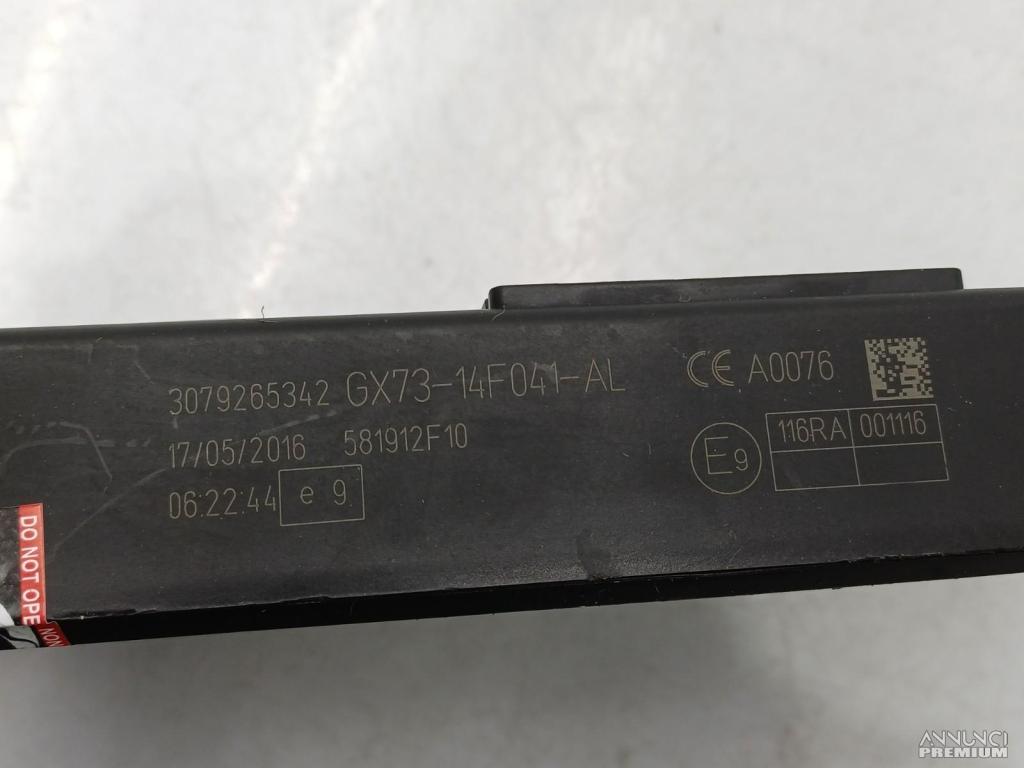 3079265342 GX73-14F041-AL
17/05/2016 581912F10
06:22:44 e 9
CE A0076
E9 116RA 001116
DO NOT OPE
NON
ANNUNCI
PREMIUM